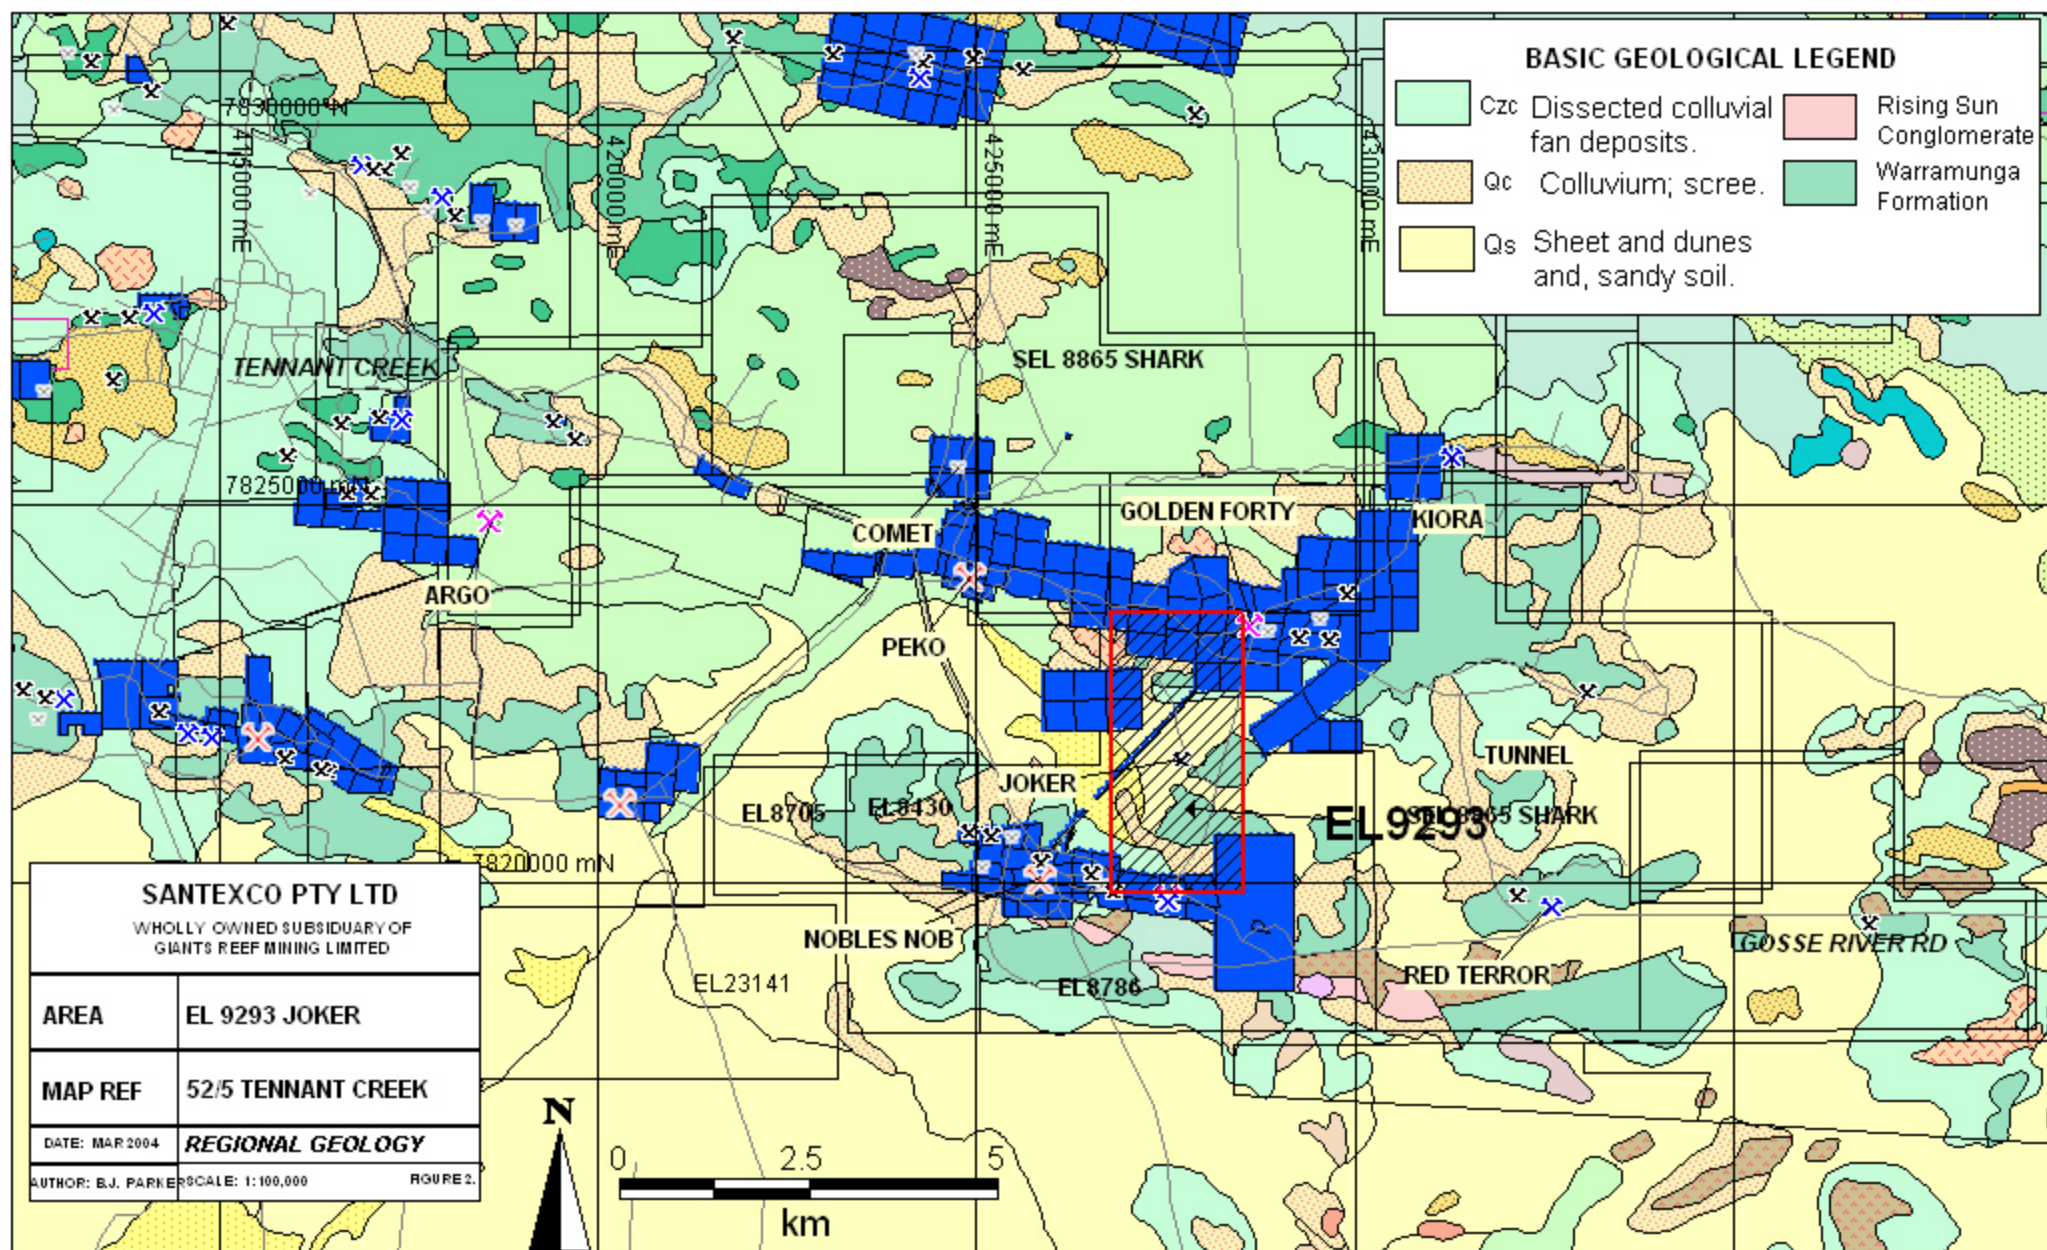 BASIC GEOLOGICAL LEGEND
Czc Dissected colluvial
fan deposits.
Rising Sun
Conglomerate
Qc Colluvium; scree.
Warramunga
Formation
Qs Sheet and dunes
and, sandy soil.
7830000 N
415000 mE
420000 mE
425000 mE
430000 mE
TENNANT CREEK
SEL 8865 SHARK
7825000 mN
GOLDEN FORTY
KIORA
COMET
ARGO
PEKO
TUNNEL
JOKER
EL8705
EL8430
EL9293
SEL 8865 SHARK
7820000 mN
NOBLES NOB
GOSSE RIVER RD
RED TERROR
EL23141
EL8786
SANTEXCO PTY LTD
WHOLLY OWNED SUBSIDUARY OF
GIANTS REEF MINING LIMITED
AREA
EL 9293 JOKER
MAP REF
52/5 TENNANT CREEK
DATE: MAR 2004
REGIONAL GEOLOGY
AUTHOR: B.J. PARKER
SCALE: 1:100,000
FIGURE 2.
N
0 2.5 5
km